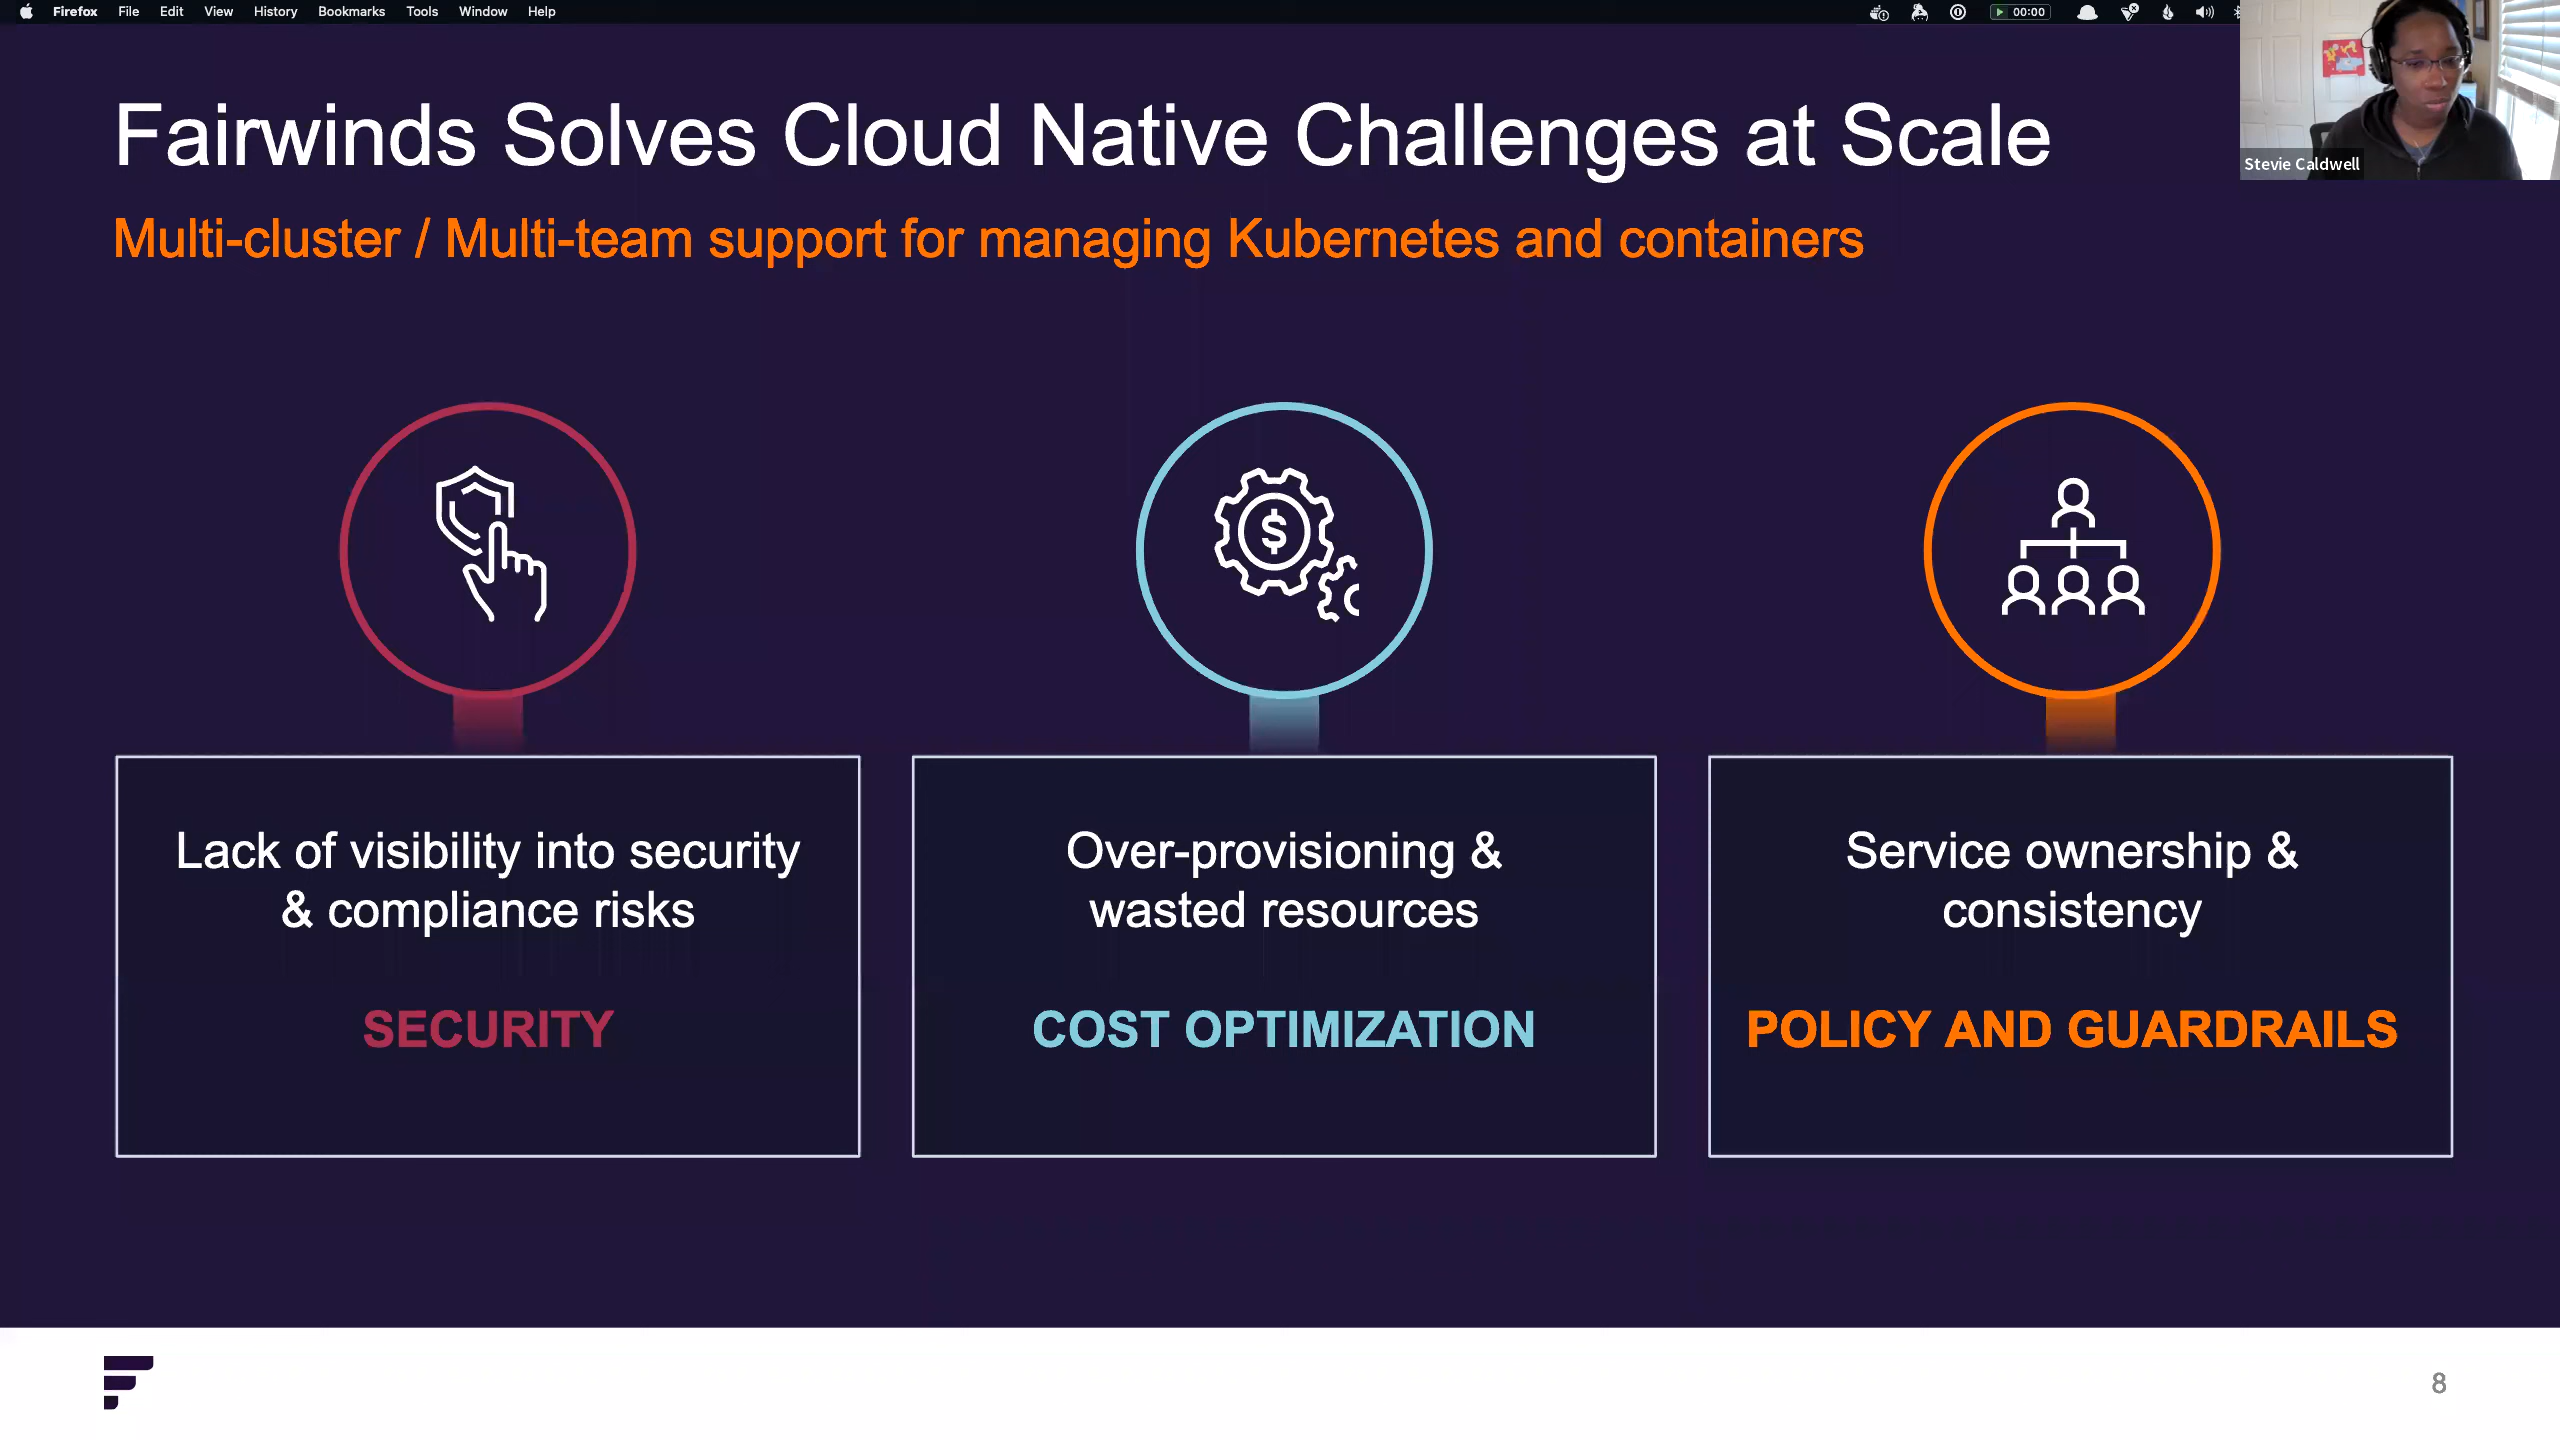 Firefox File Edit View History Bookmarks Tools Window Help
00:00
Stevie Caldwell
Fairwinds Solves Cloud Native Challenges at Scale
Multi-cluster / Multi-team support for managing Kubernetes and containers
$
Lack of visibility into security
& compliance risks
SECURITY
Over-provisioning &
wasted resources
COST OPTIMIZATION
Service ownership &
consistency
POLICY AND GUARDRAILS
8